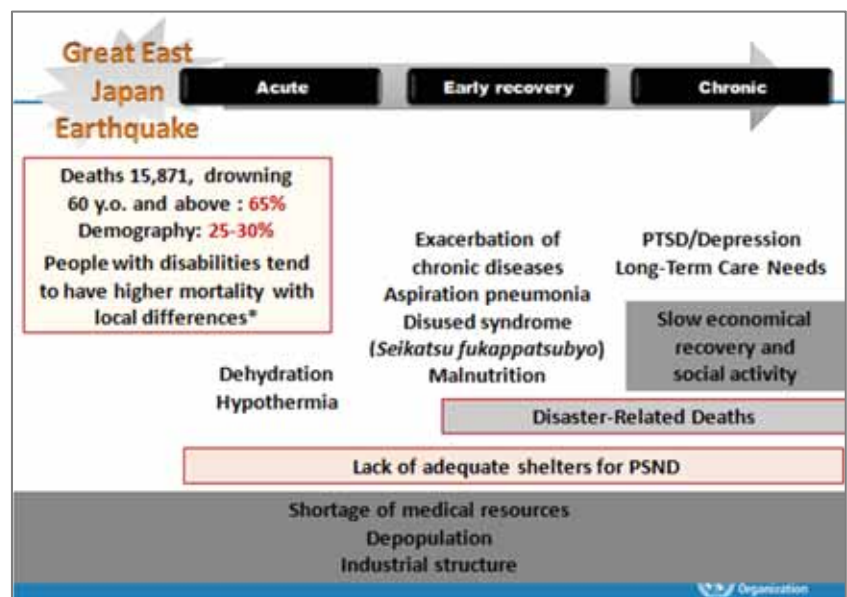 Great East
Japan
Earthquake
Acute
Early recovery
Chronic
Deaths 15,871, drowning
60 y.o. and above : 65%
Demography: 25-30%
People with disabilities tend
to have higher mortality with
local differences*
Dehydration
Hypothermia
Exacerbation of
chronic diseases
Aspiration pneumonia
Disused syndrome
(Seikatsu fukappatsubyo)
Malnutrition
PTSD/Depression
Long-Term Care Needs
Slow economical
recovery and
social activity
Disaster-Related Deaths
Lack of adequate shelters for PSND
Shortage of medical resources
Depopulation
Industrial structure
Organization